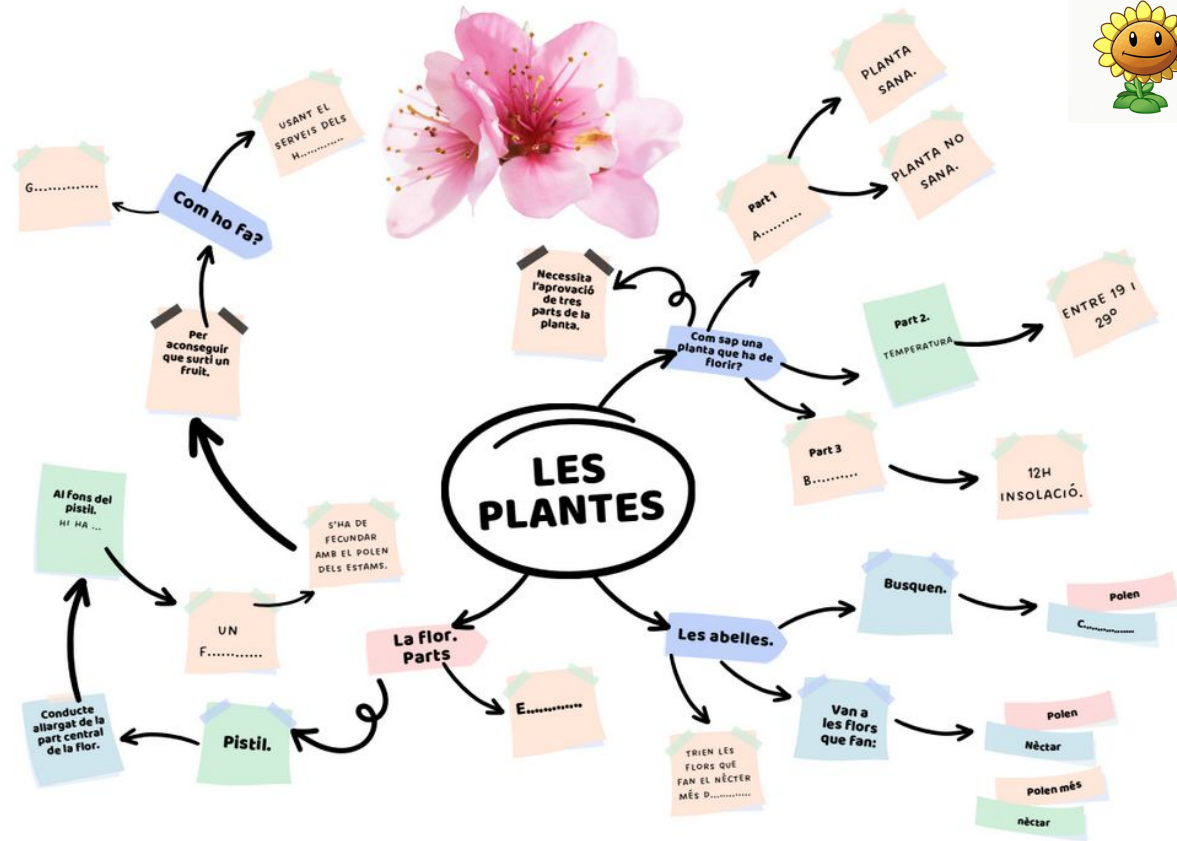 PLANTA
SANA.
PLANTA NO
SANA.
Part 1
A..........
USANT EL
SERVEIS DELS
H............
G..............
Com ho fa?
Per
aconseguir
que surti un
fruit.
Necessita
l'aprovació
de tres
parts de la
planta.
Com sap una
planta que ha de
florir?
Part 2.
TEMPERATURA
ENTRE 19 I
29º
Part 3
B..........
12H
INSOLACIÓ.
LES
PLANTES
Al fons del
pistil.
HI HA ...
UN
F...........
S'HA DE
FECUNDAR
AMB EL POLEN
DELS ESTAMS.
La flor.
Parts
E............
Pistil.
Conducte
allargat de la
part central
de la flor.
Les abelles.
Busquen.
Polen
C...............
Van a
les flors
que fan:
Polen
Nèctar
Polen més
nèctar
TRIEN LES
FLORS QUE
FAN EL NÈCTER
MÉS D............